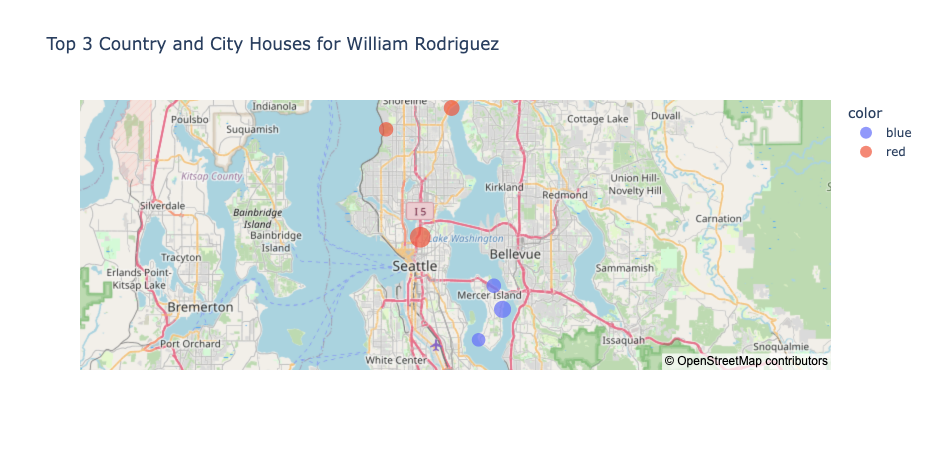 Top 3 Country and City Houses for William Rodriguez
color
blue
red
Shoreline
Indianola
Poulsbo
Suquamish
Cottage Lake
Duvall
Kitsap County
Kirkland
Union Hill-
Novelty Hill
Redmond
Silverdale
Bainbridge
Island
I 5
Carnation
Bainbridge
Island
Lake Washington
Tracyton
Bellevue
Seattle
Sammamish
Erlands Point-
Kitsap Lake
Mercer Island
Bremerton
Port Orchard
Issaquah
Snoqualmie
White Center
© OpenStreetMap contributors